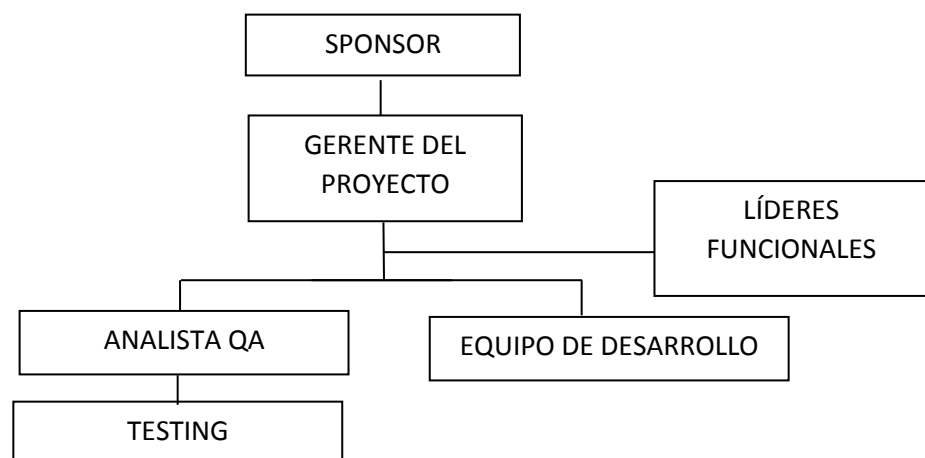 SPONSOR
GERENTE DEL
PROYECTO
LÍDERES
FUNCIONALES
ANALISTA QA
EQUIPO DE DESARROLLO
TESTING